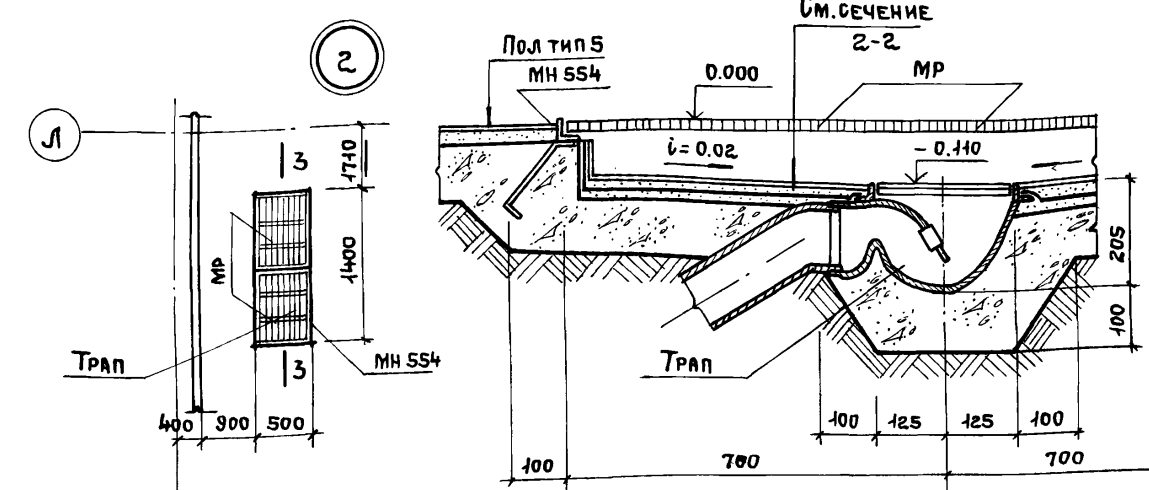 2
Л
3
1710
1400
МР
Трап
МН 554
3
400
900
500
Пол тип 5
МН 554
0.000
См. сечение
2-2
МР
i = 0.02
- 0.110
205
100
Трап
100
125
125
100
100
700
700